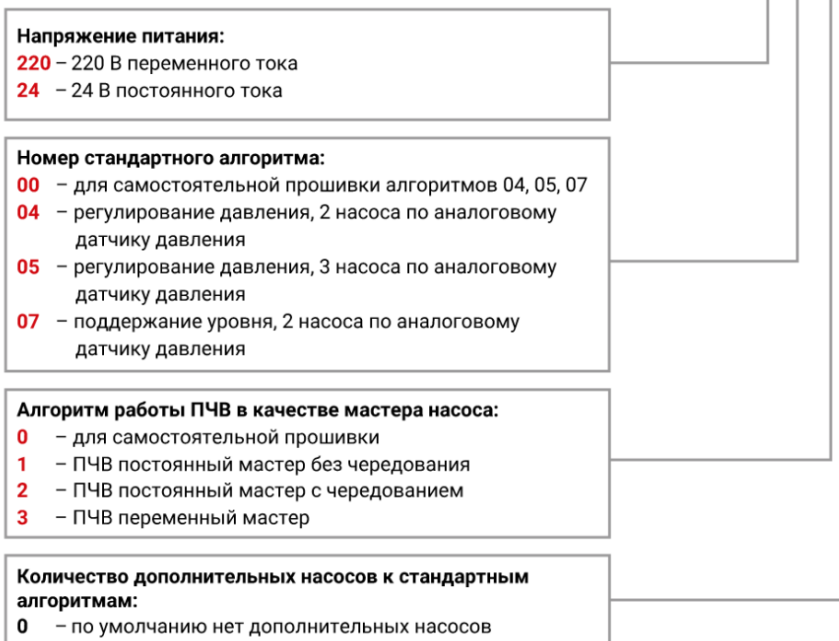 Напряжение питания:
220 – 220 В переменного тока
24 – 24 В постоянного тока
Номер стандартного алгоритма:
00 – для самостоятельной прошивки алгоритмов 04, 05, 07
04 – регулирование давления, 2 насоса по аналоговому
датчику давления
05 – регулирование давления, 3 насоса по аналоговому
датчику давления
07 – поддержание уровня, 2 насоса по аналоговому
датчику давления
Алгоритм работы ПЧВ в качестве мастера насоса:
0 – для самостоятельной прошивки
1 – ПЧВ постоянный мастер без чередования
2 – ПЧВ постоянный мастер с чередованием
3 – ПЧВ переменный мастер
Количество дополнительных насосов к стандартным
алгоритмам:
0 – по умолчанию нет дополнительных насосов